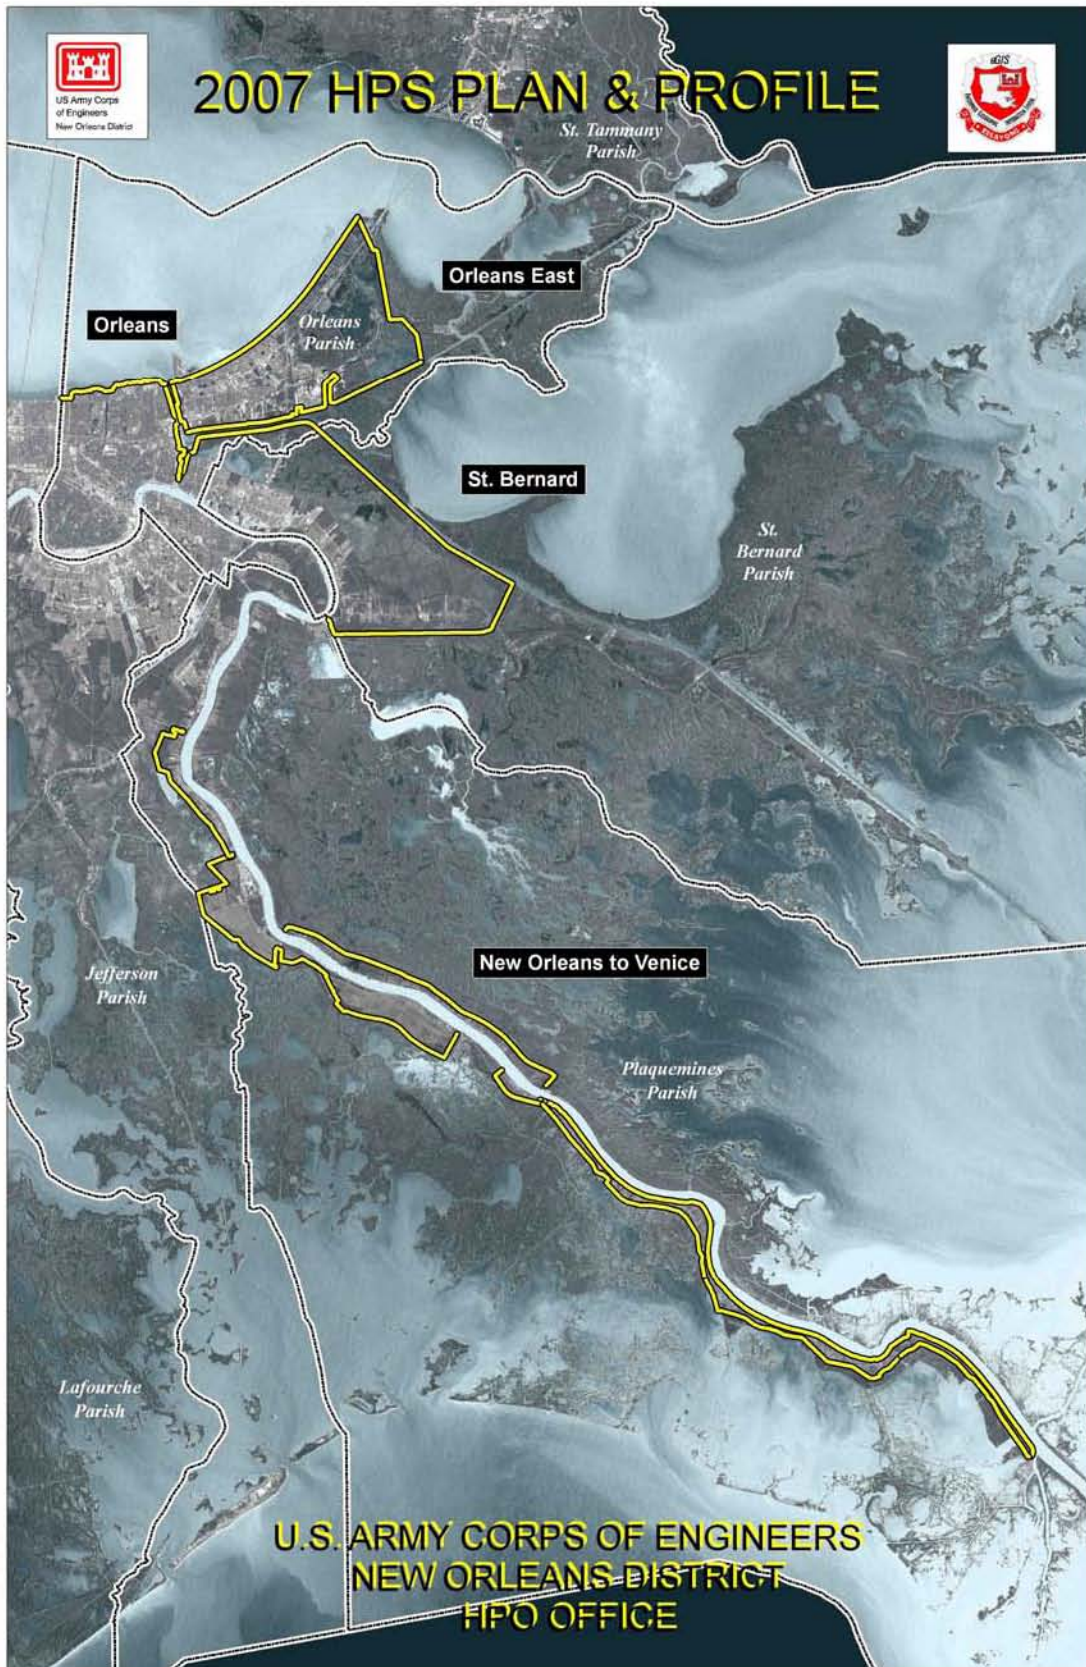 US Army Corps
of Engineers
New Orleans District
2007 HPS PLAN & PROFILE
eGIS
St. Tammany
Parish
Orleans East
Orleans
Orleans
Parish
St. Bernard
St.
Bernard
Parish
New Orleans to Venice
Jefferson
Parish
Plaquemines
Parish
Lafourche
Parish
U.S. ARMY CORPS OF ENGINEERS
NEW ORLEANS DISTRICT
HPO OFFICE